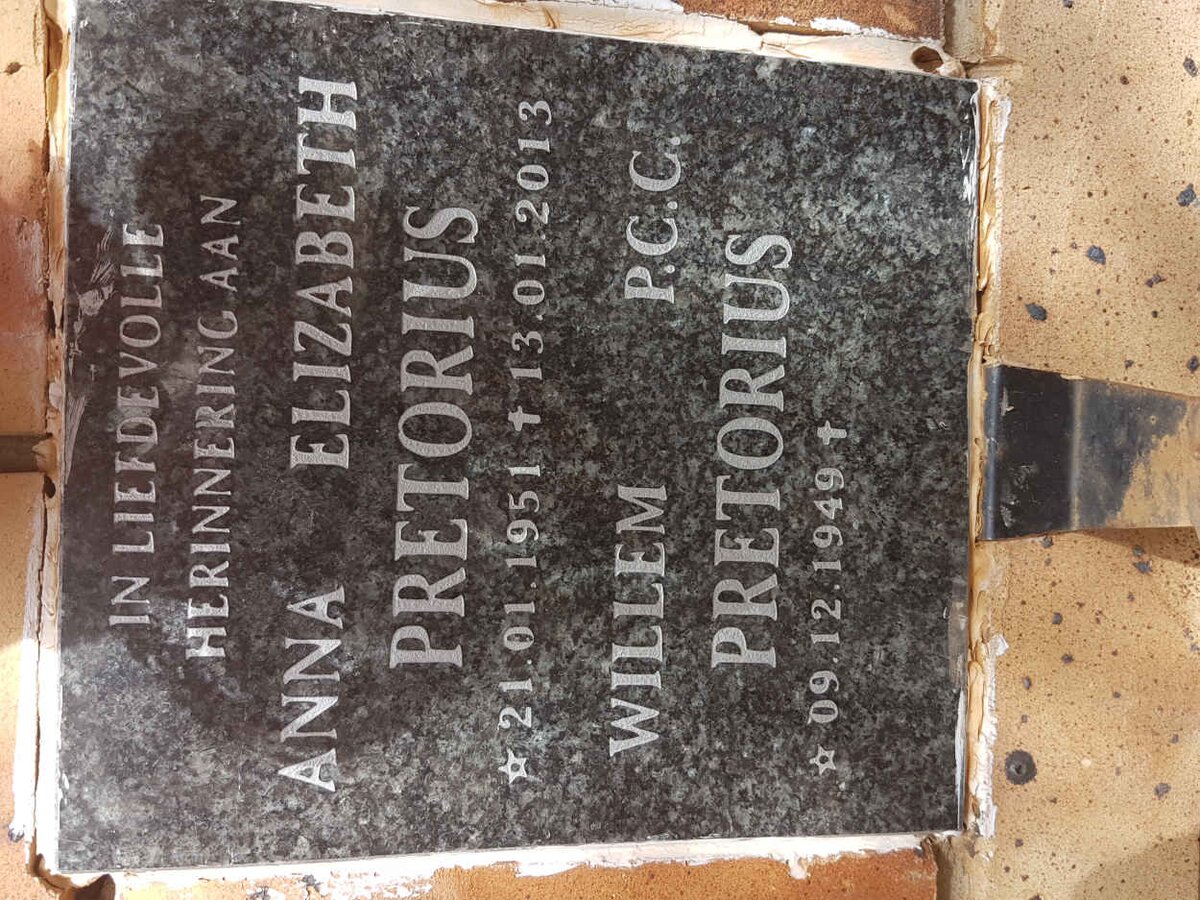 IN LIEFDEVOLLE
HERINNERING AAN
ANNA ELIZABETH
PRETORIUS
☆ 21.01.1951 ✝ 13.01.2013
WILLEM P.C.C.
PRETORIUS
☆ 09.12.1949 ✝